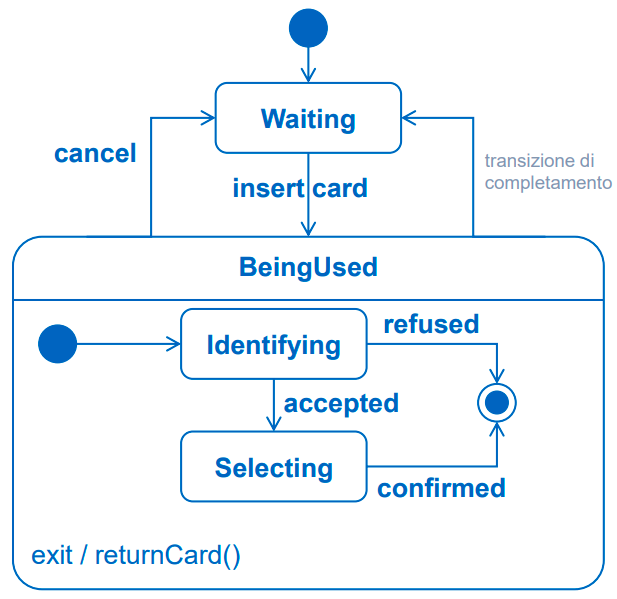 Waiting
cancel
transizione di
completamento
insert card
BeingUsed
refused
Identifying
accepted
Selecting
confirmed
exit / returnCard()